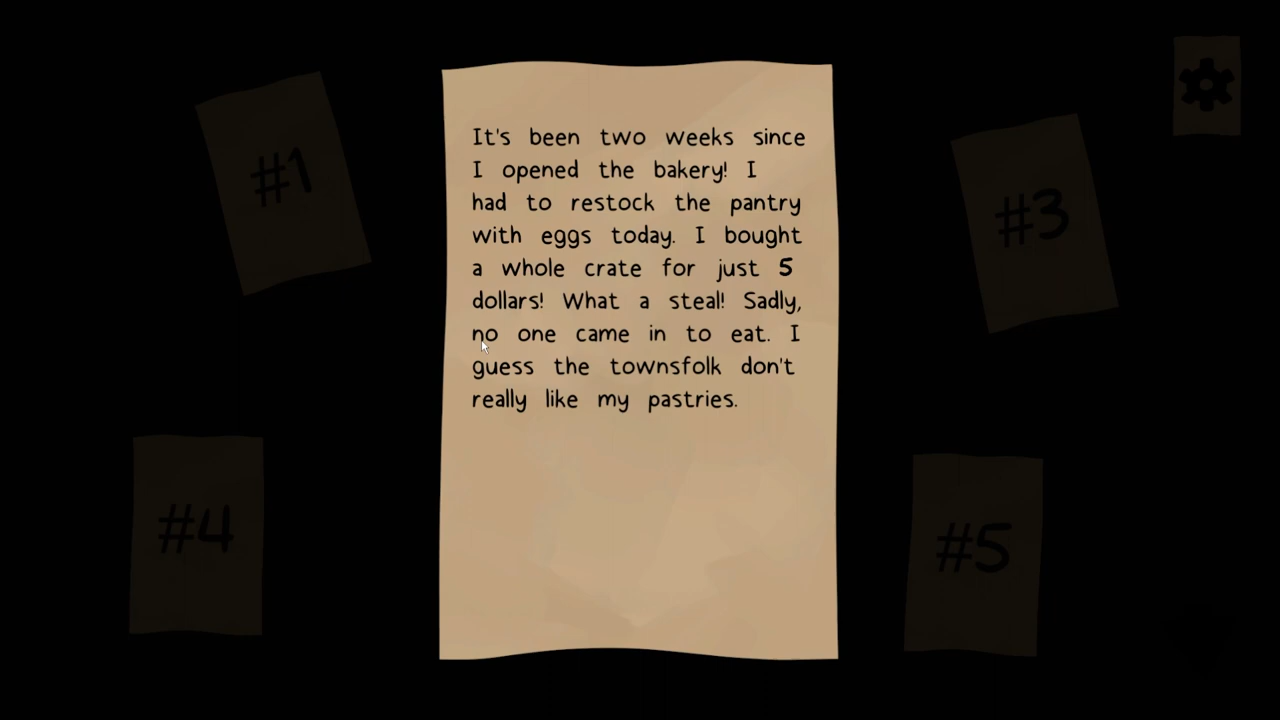 #1
It's been two weeks since
I opened the bakery! I
had to restock the pantry
with eggs today. I bought
a whole crate for just 5
dollars! What a steal! Sadly,
no one came in to eat. I
guess the townsfolk don't
really like my pastries.
#3
#4
#5